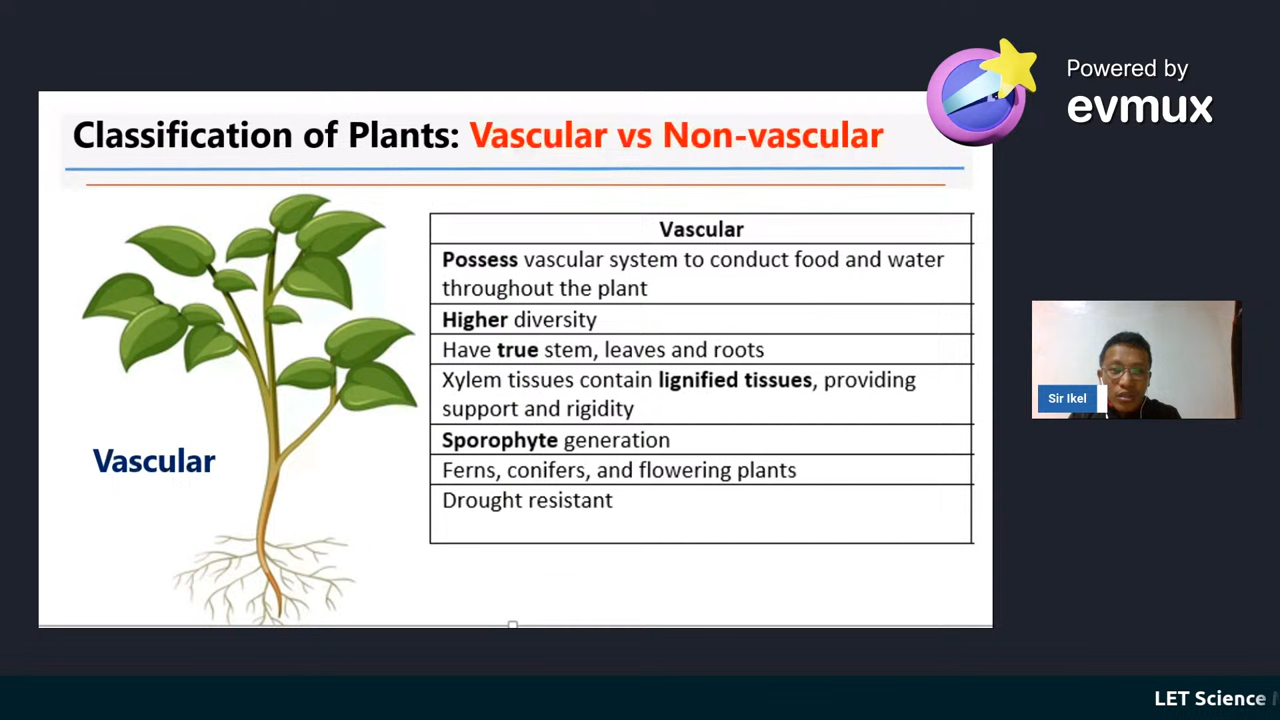 Powered by
evmux
Classification of Plants: Vascular vs Non-vascular
Vascular
Possess vascular system to conduct food and water
throughout the plant
Higher diversity
Have true stem, leaves and roots
Xylem tissues contain lignified tissues, providing
support and rigidity
Sporophyte generation
Ferns, conifers, and flowering plants
Drought resistant
Vascular
Sir Ikel
LET Science